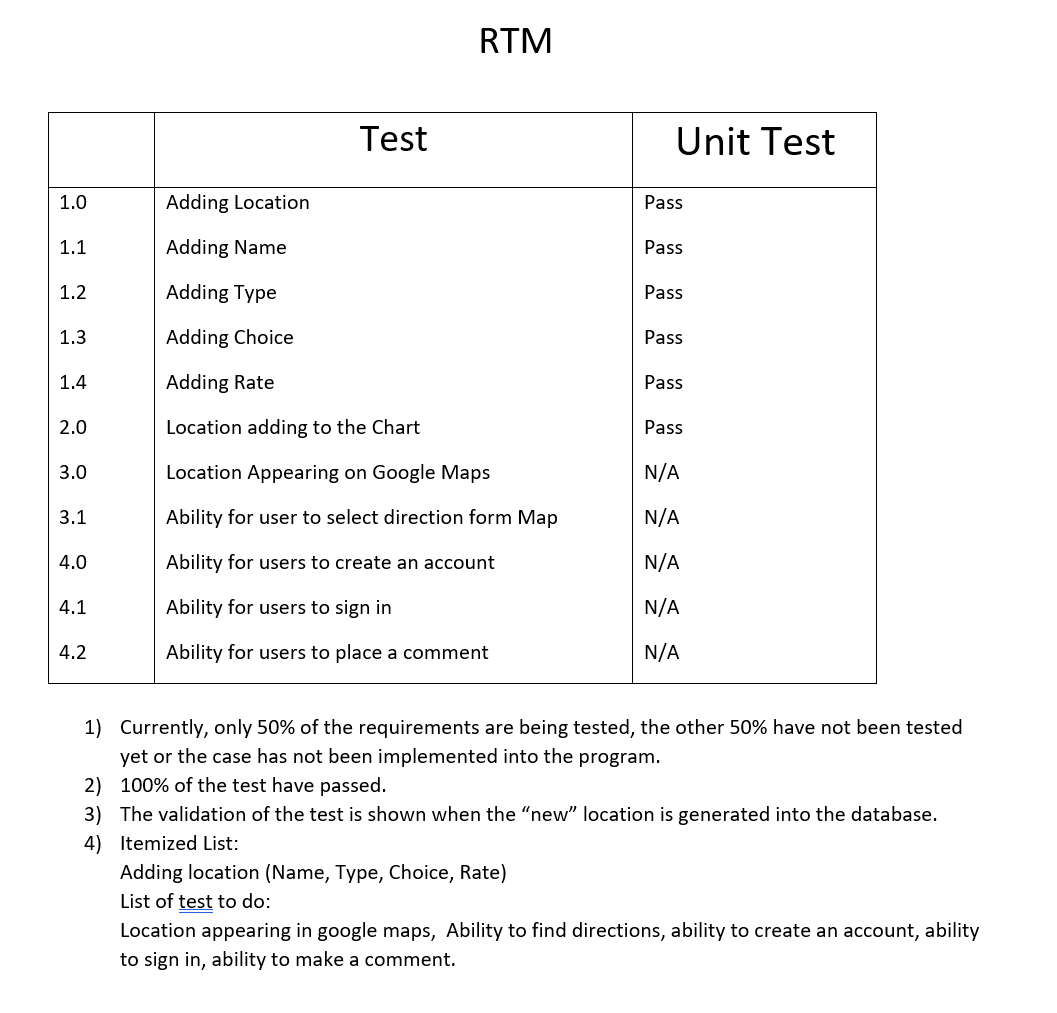 RTM
Test Unit Test
1.0 Adding Location Pass
1.1 Adding Name Pass
1.2 Adding Type Pass
1.3 Adding Choice Pass
1.4 Adding Rate Pass
2.0 Location adding to the Chart Pass
3.0 Location Appearing on Google Maps N/A
3.1 Ability for user to select direction form Map N/A
4.0 Ability for users to create an account N/A
4.1 Ability for users to sign in N/A
4.2 Ability for users to place a comment N/A
1) Currently, only 50% of the requirements are being tested, the other 50% have not been tested
yet or the case has not been implemented into the program.
2) 100% of the test have passed.
3) The validation of the test is shown when the “new” location is generated into the database.
4) Itemized List:
Adding location (Name, Type, Choice, Rate)
List of test to do:
Location appearing in google maps,  Ability to find directions, ability to create an account, ability
to sign in, ability to make a comment.